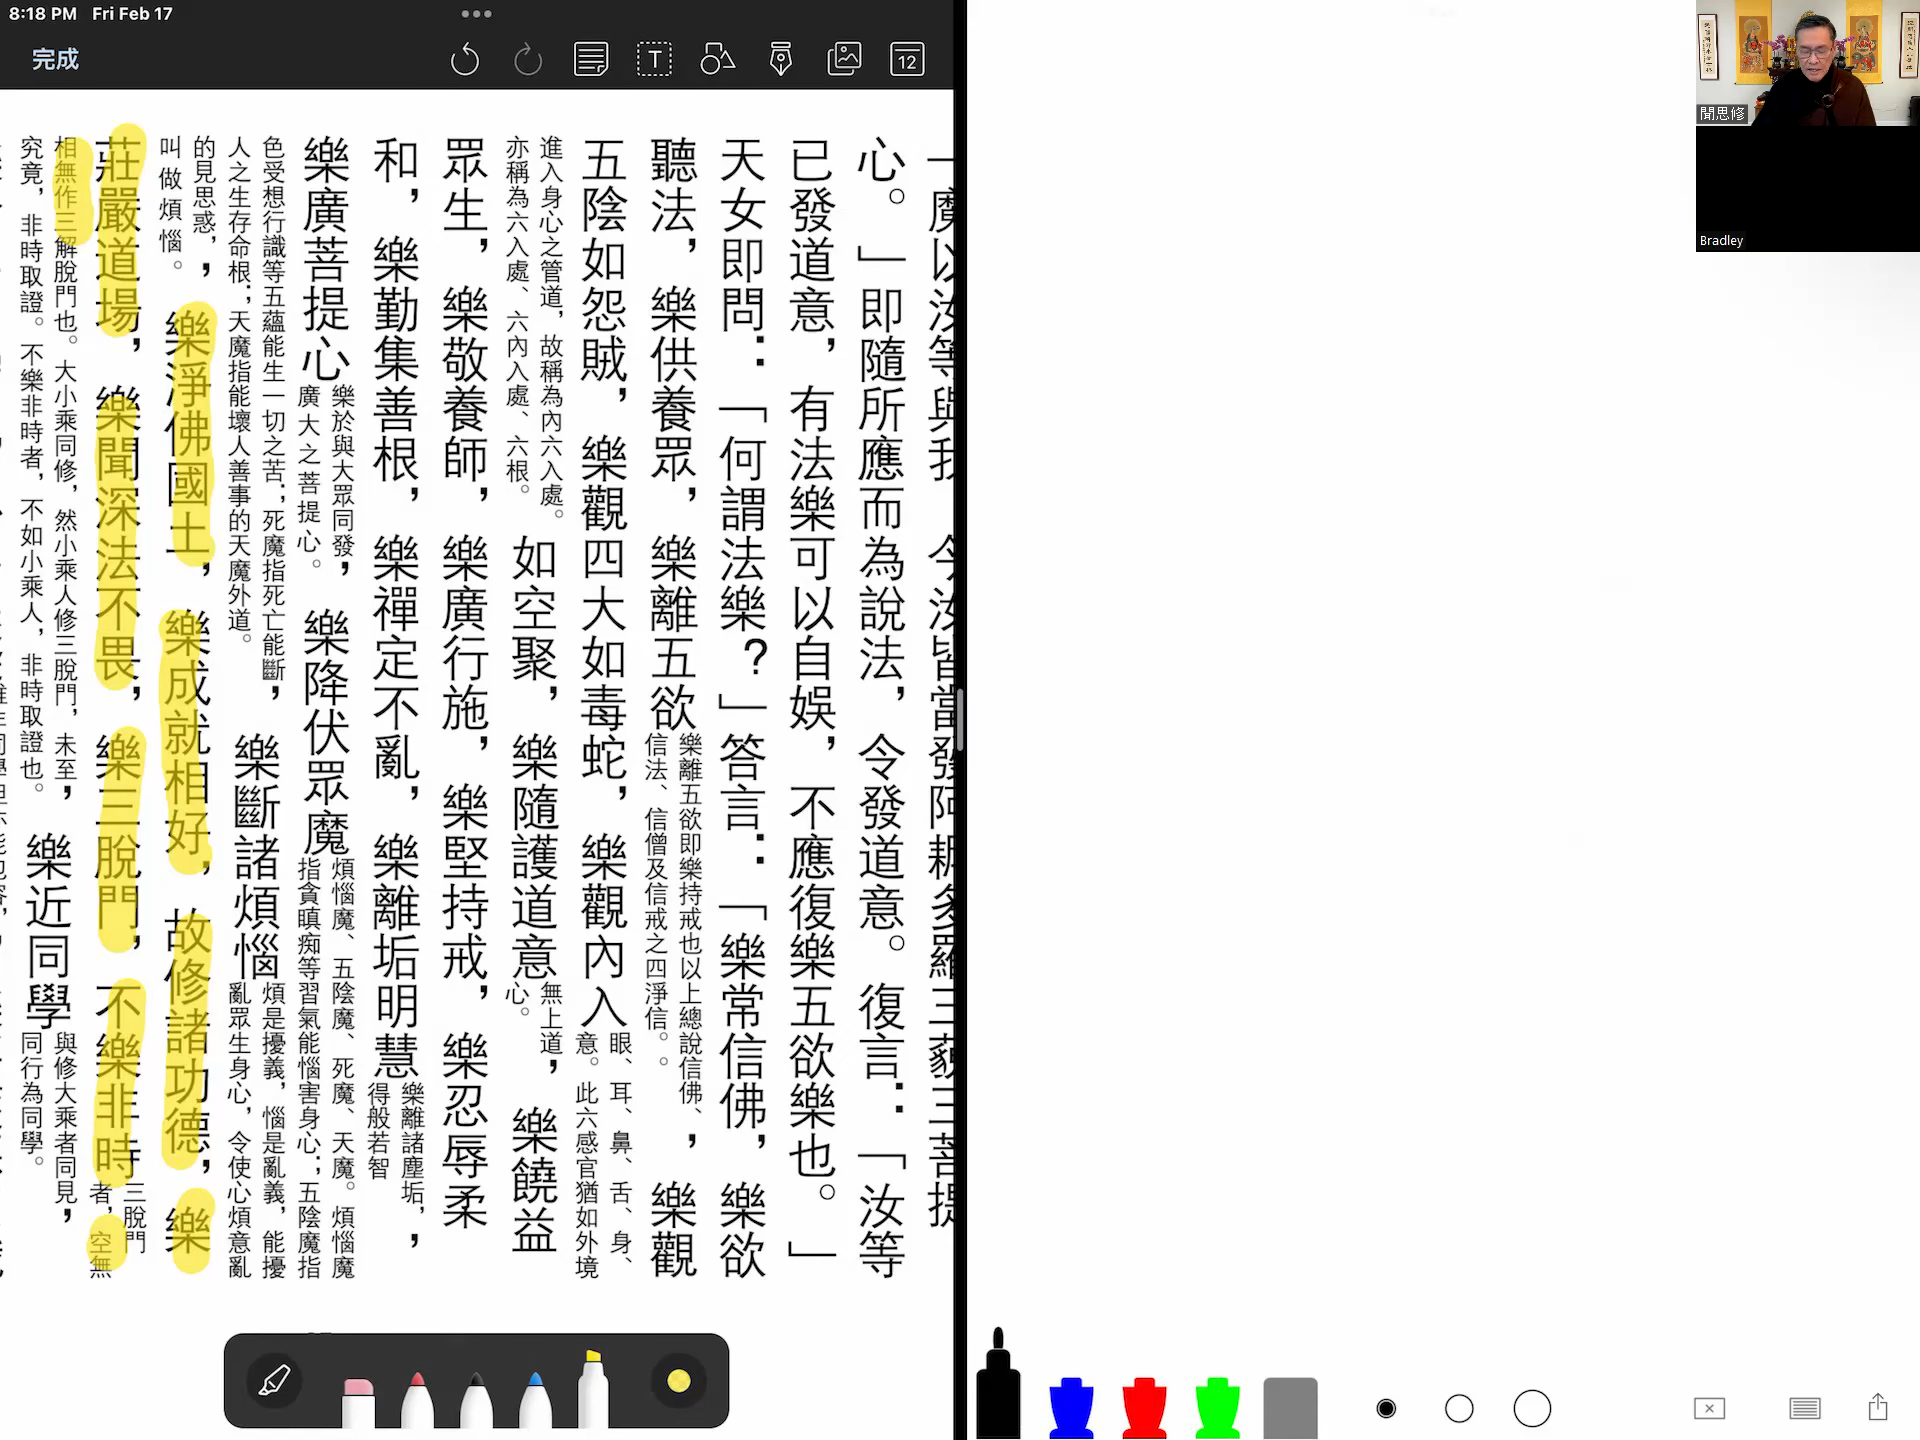 8:18 PM Fri Feb 17
完成
12
T
心。」即隨所應而為說法,令發道意。復言:「汝等
已發道意,有法樂可以自娛,不應復樂五欲樂也。」
天女即問:「何謂法樂?」答言:「樂常信佛,樂欲
聽法,樂供養眾,樂離五欲樂離五欲即樂持戒也以上總說信佛、信法、信僧及信戒之四淨信。。,樂觀
五陰如怨賊,樂觀四大如毒蛇,樂觀內入眼、耳、鼻、舌、身、意。此六感官猶如外境
進入身心之管道,故稱為內六入處。亦稱為六入處、六內入處、六根。如空聚,樂隨護道意無上道心。,樂饒益
眾生,樂敬養師,樂廣行施,樂堅持戒,樂忍辱柔
和,樂勤集善根,樂禪定不亂,樂離垢明慧樂離諸塵垢,得般若智,
樂廣菩提心樂於與大眾同發,廣大之菩提心。,樂降伏眾魔煩惱魔、五陰魔、死魔、天魔。煩惱魔指貪瞋痴等習氣能惱害身心;五陰魔指
色受想行識等五蘊能生一切之苦;死魔指死亡能斷人之生存命根;天魔指能壞人善事的天魔外道。,樂斷諸煩惱煩是擾義,惱是亂義,能擾亂眾生身心,令使心煩意亂
的見思惑,叫做煩惱。,樂淨佛國土,樂成就相好,故修諸功德,樂
莊嚴道場,樂聞深法不畏,樂三脫門,不樂非時三脫門者,空無
相無作三解脫門也。大小乘同修,然小乘人修三脫門,未至究竟,非時取證。不樂非時者,不如小乘人,非時取證也。,樂近同學與修大乘者同見,同行為同學。,
聞思修
Bradley